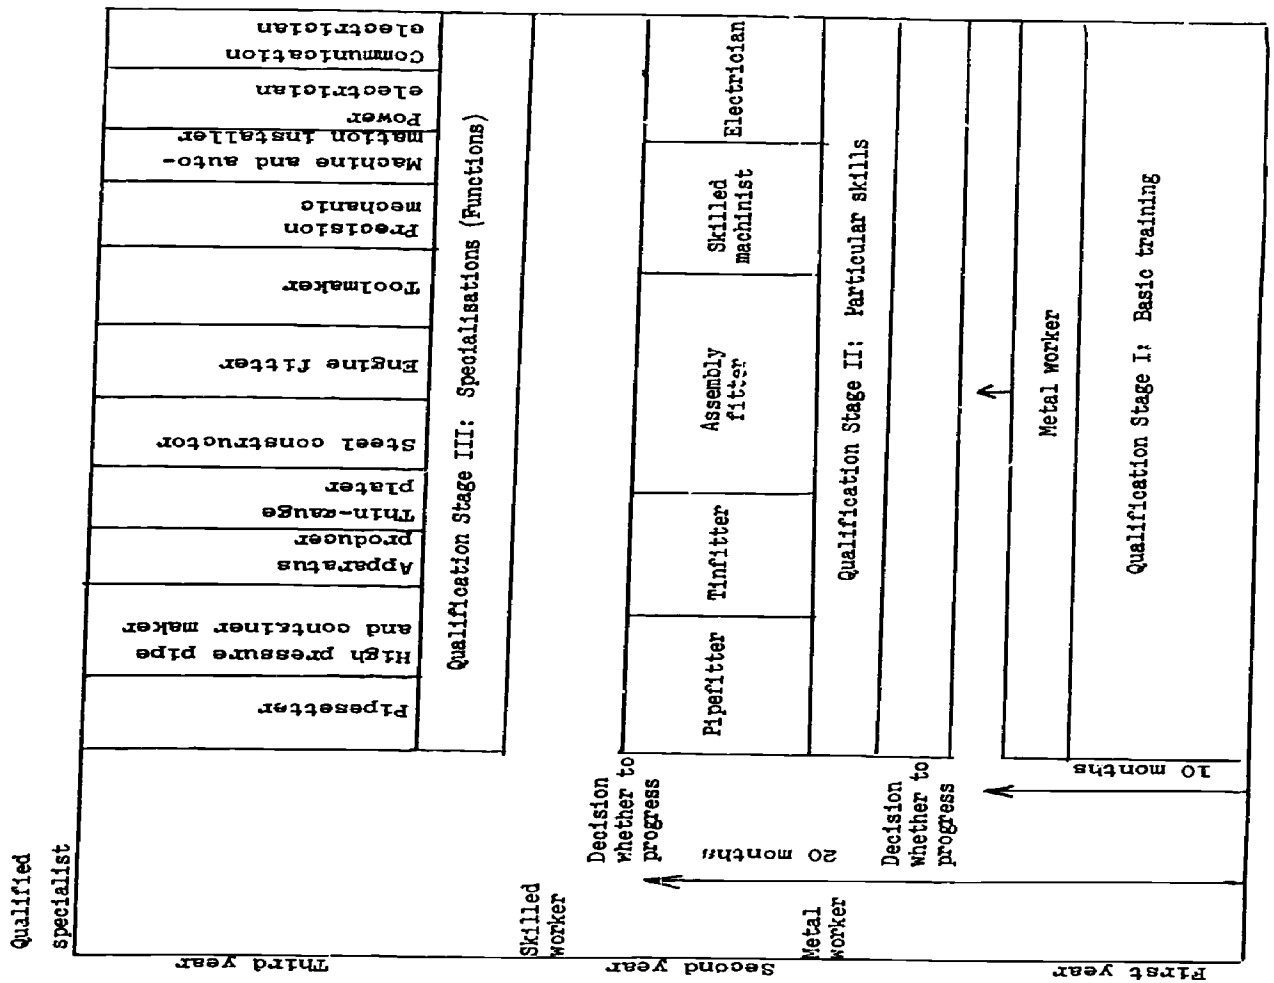 Qualified
specialist
Third year
Communication
electrician
Power
electrician
Machine and auto-
mation installer
Precision
mechanic
Toolmaker
Engine fitter
Steel constructor
Thin-gauge
plater
Apparatus
producer
High pressure pipe
and container maker
Pipesetter
Qualification Stage III: Specialisations (Functions)
Skilled
worker
Decision
whether to
progress
Second year
20 months
Electrician
Skilled
machinist
Assembly
fitter
Tinfitter
Pipefitter
Qualification Stage II: Particular skills
Metal
worker
Decision
whether to
progress
First year
10 months
Metal worker
Qualification Stage I: Basic training